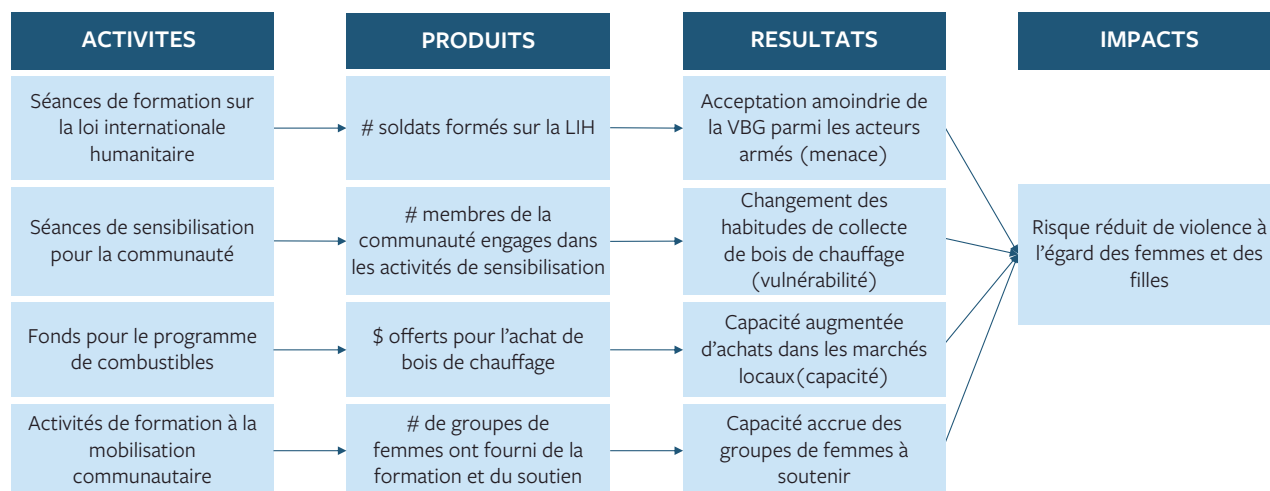 ACTIVITES
PRODUITS
RESULTATS
IMPACTS
Séances de formation sur
la loi internationale
humanitaire
# soldats formés sur la LIH
Acceptation amoindrie de
la VBG parmi les acteurs
armés (menace)
Séances de sensibilisation
pour la communauté
# membres de la
communauté engages dans
les activités de sensibilisation
Changement des
habitudes de collecte
de bois de chauffage
(vulnérabilité)
Risque réduit de violence à
l’égard des femmes et des
filles
Fonds pour le programme
de combustibles
$ offerts pour l’achat de
bois de chauffage
Capacité augmentée
d’achats dans les marchés
locaux(capacité)
Activités de formation à la
mobilisation
communautaire
# de groupes de
femmes ont fourni de la
formation et du soutien
Capacité accrue des
groupes de femmes à
soutenir